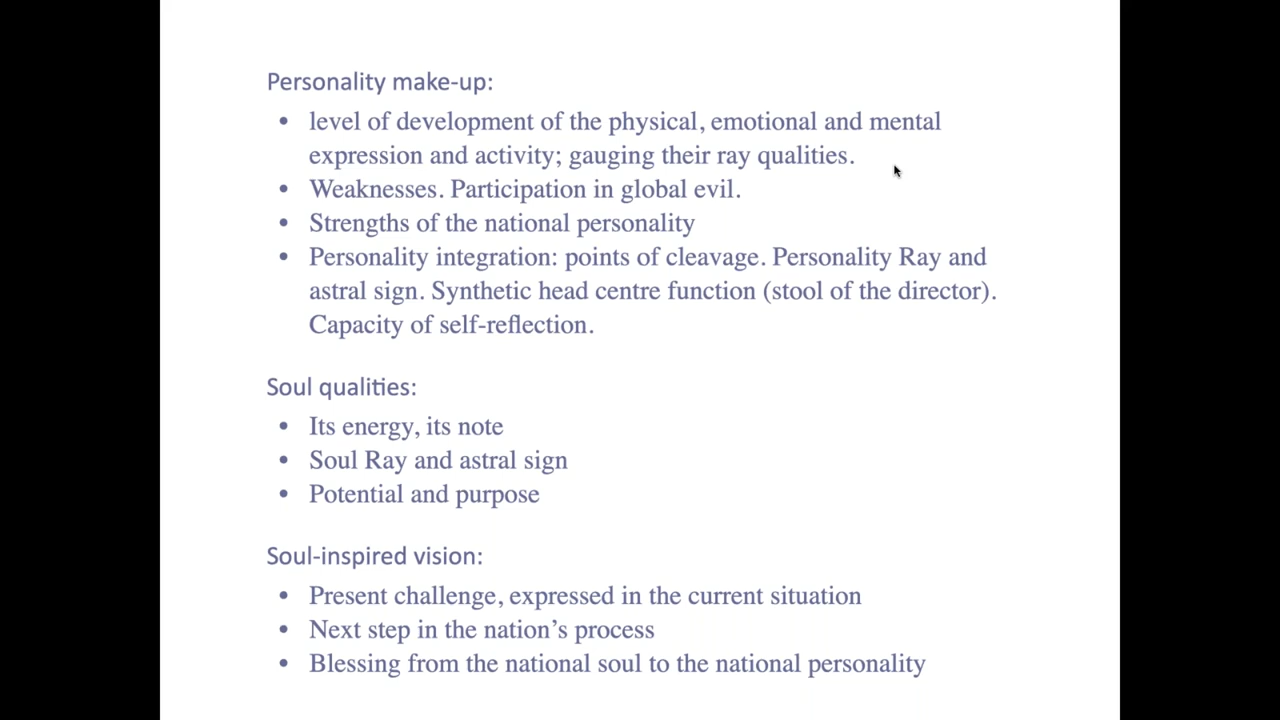 Personality make-up:
• level of development of the physical, emotional and mental
expression and activity; gauging their ray qualities.
• Weaknesses. Participation in global evil.
• Strengths of the national personality
• Personality integration: points of cleavage. Personality Ray and
astral sign. Synthetic head centre function (stool of the director).
Capacity of self-reflection.
Soul qualities:
• Its energy, its note
• Soul Ray and astral sign
• Potential and purpose
Soul-inspired vision:
• Present challenge, expressed in the current situation
• Next step in the nation’s process
• Blessing from the national soul to the national personality